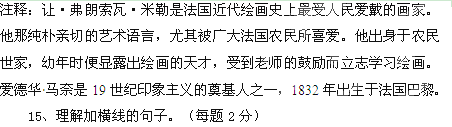 注释：让·弗朗索瓦·米勒是法国近代绘画史上最受人民爱戴的画家。
他那纯朴亲切的艺术语言，尤其被广大法国农民所喜爱。他出身于农民
世家，幼年时便显露出绘画的天才，受到老师的鼓励而立志学习绘画。
爱德华·马奈是 19 世纪印象主义的奠基人之一，1832 年出生于法国巴黎。
15、理解加横线的句子。（每题 2 分）